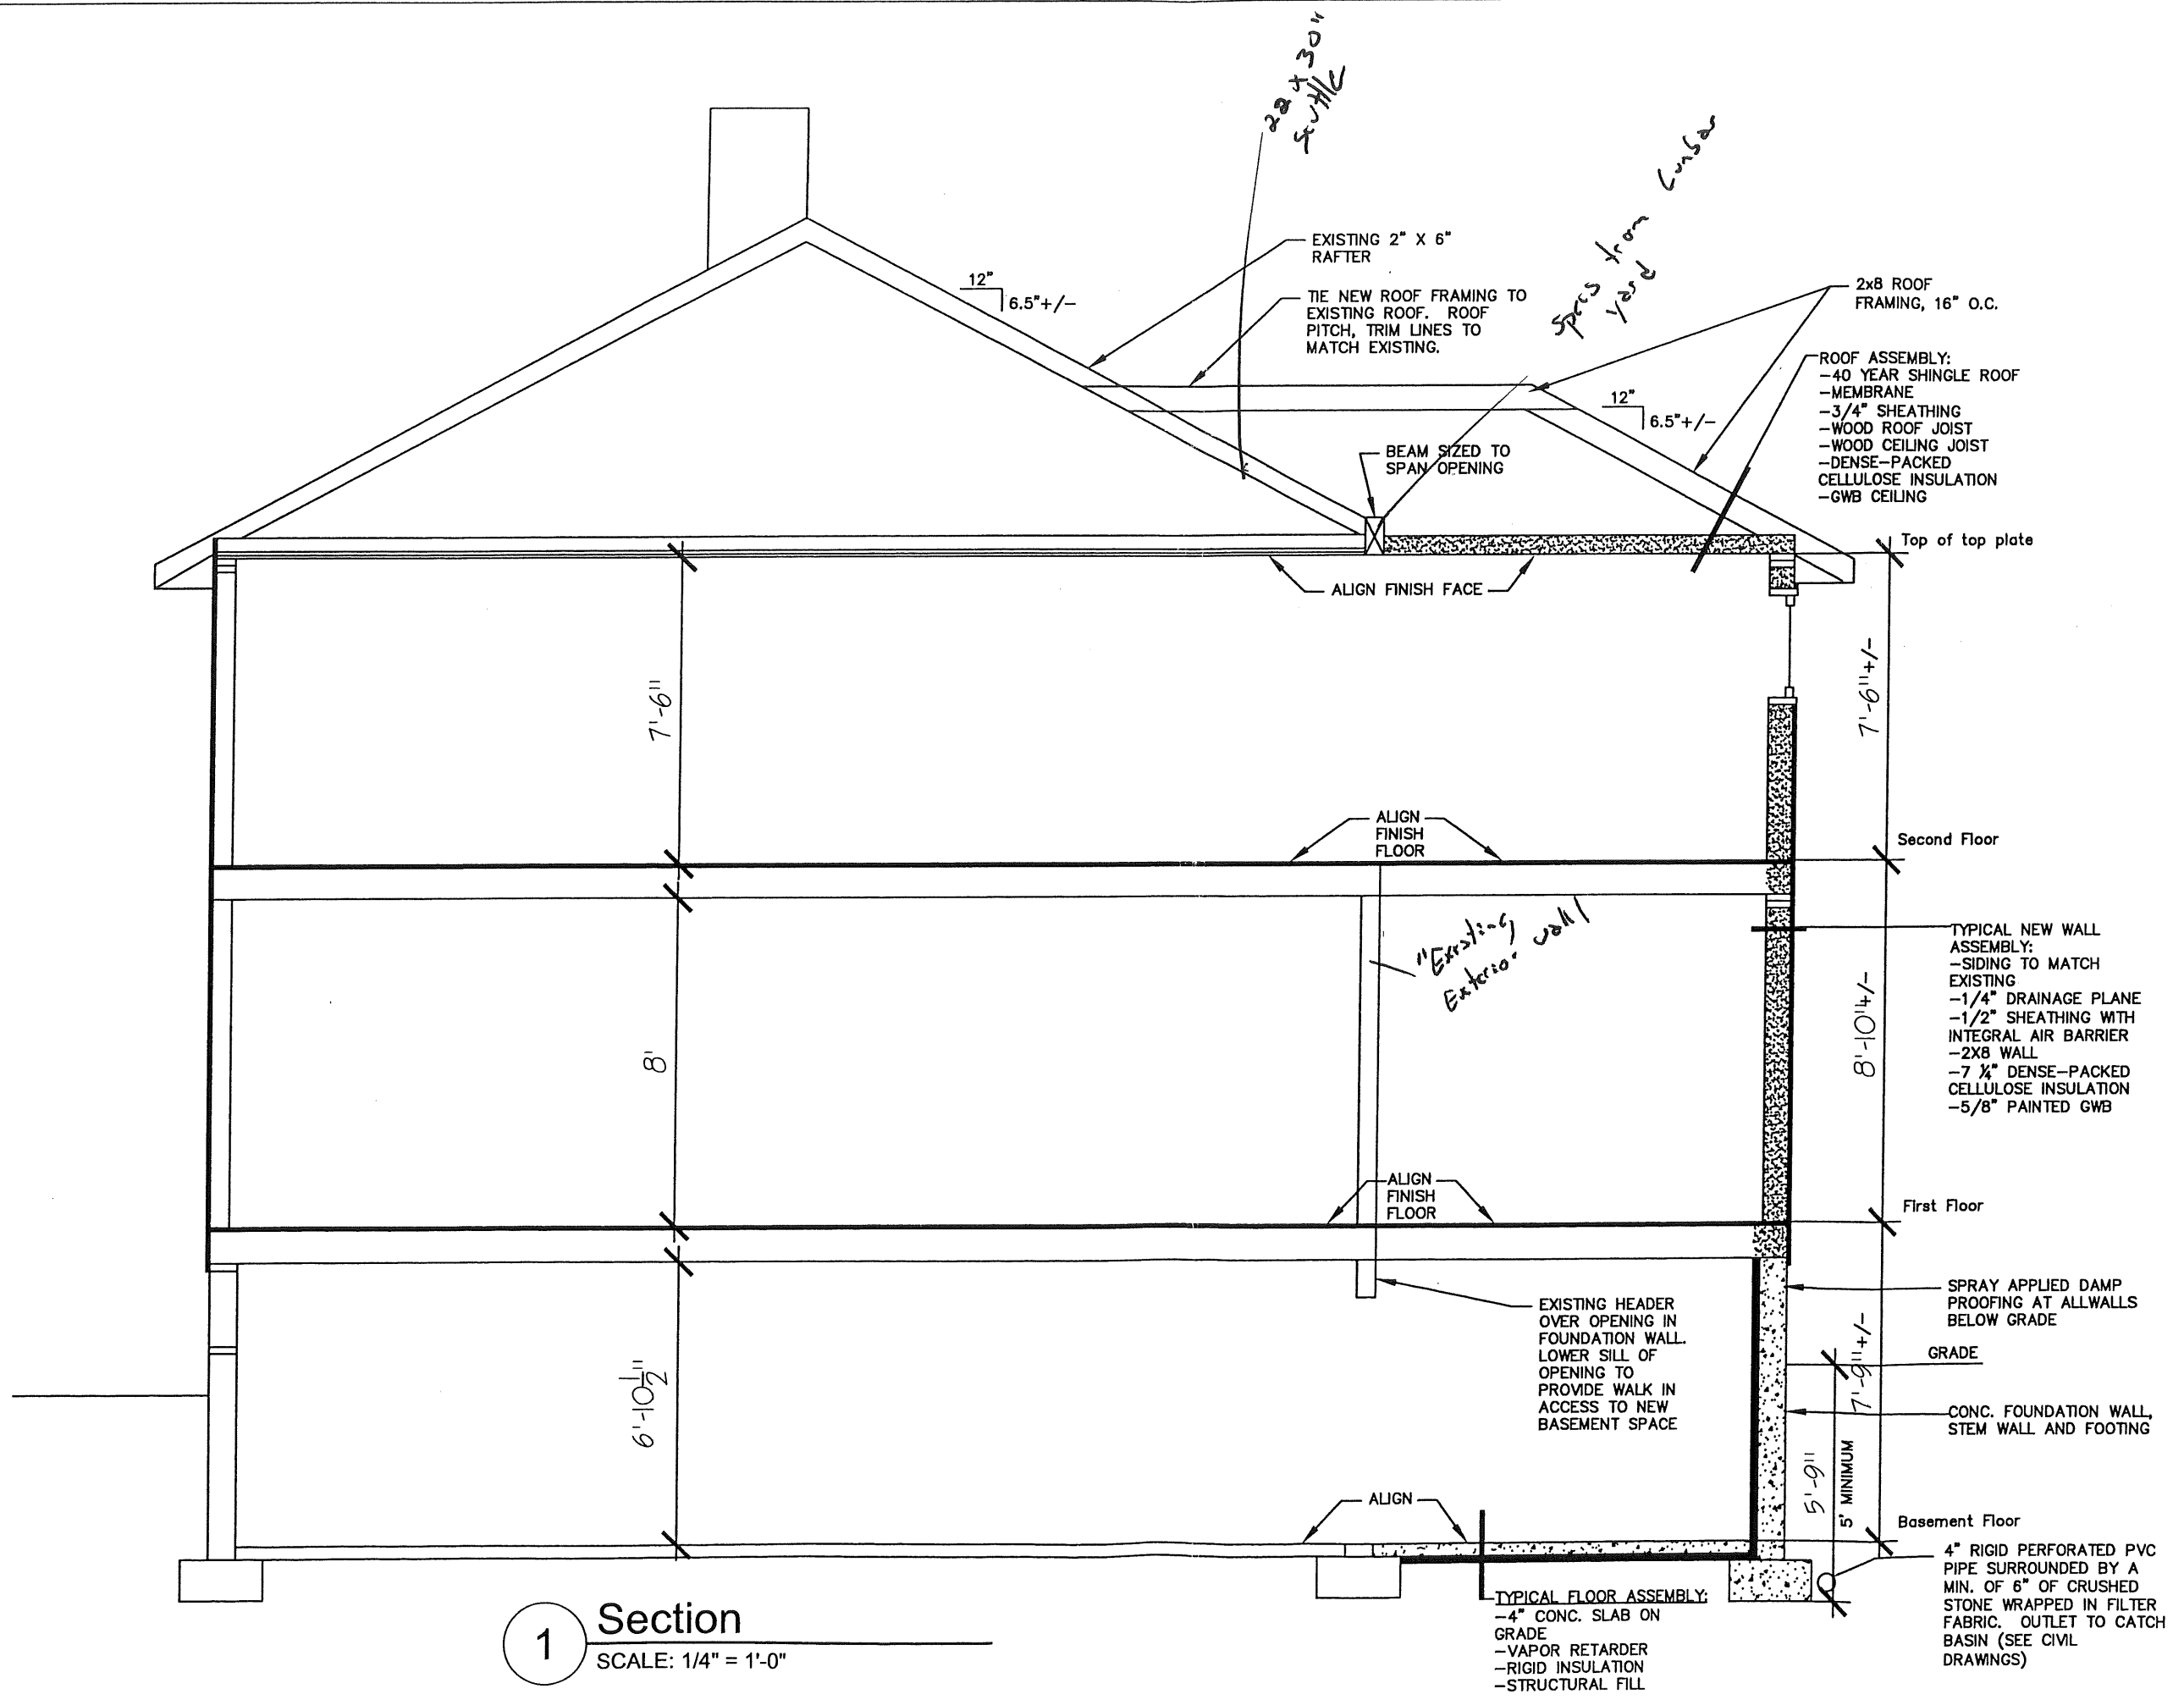 22 x 30"
scuttle
Specs from Lumber
Yard
EXISTING 2" X 6"
RAFTER
12"
6.5"+/-
TIE NEW ROOF FRAMING TO
EXISTING ROOF.  ROOF
PITCH, TRIM LINES TO
MATCH EXISTING.
2x8 ROOF
FRAMING, 16" O.C.
ROOF ASSEMBLY:
-40 YEAR SHINGLE ROOF
-MEMBRANE
-3/4" SHEATHING
-WOOD ROOF JOIST
-WOOD CEILING JOIST
-DENSE-PACKED
CELLULOSE INSULATION
-GWB CEILING
12"
6.5"+/-
BEAM SIZED TO
SPAN OPENING
Top of top plate
ALIGN FINISH FACE
7'-6"
7'-6"+/-
ALIGN
FINISH
FLOOR
Second Floor
"Existing
Exterior wall
TYPICAL NEW WALL
ASSEMBLY:
-SIDING TO MATCH
EXISTING
-1/4" DRAINAGE PLANE
-1/2" SHEATHING WITH
INTEGRAL AIR BARRIER
-2X8 WALL
-7 ¼" DENSE-PACKED
CELLULOSE INSULATION
-5/8" PAINTED GWB
8'
8'-10"+/-
ALIGN
FINISH
FLOOR
First Floor
EXISTING HEADER
OVER OPENING IN
FOUNDATION WALL.
LOWER SILL OF
OPENING TO
PROVIDE WALK IN
ACCESS TO NEW
BASEMENT SPACE
SPRAY APPLIED DAMP
PROOFING AT ALLWALLS
BELOW GRADE
GRADE
6'-10½"
7'-9"+/-
CONC. FOUNDATION WALL,
STEM WALL AND FOOTING
5'-9"
5' MINIMUM
ALIGN
Basement Floor
4" RIGID PERFORATED PVC
PIPE SURROUNDED BY A
MIN. OF 6" OF CRUSHED
STONE WRAPPED IN FILTER
FABRIC.  OUTLET TO CATCH
BASIN (SEE CIVIL
DRAWINGS)
TYPICAL FLOOR ASSEMBLY:
-4" CONC. SLAB ON
GRADE
-VAPOR RETARDER
-RIGID INSULATION
-STRUCTURAL FILL
1
Section
SCALE: 1/4" = 1'-0"